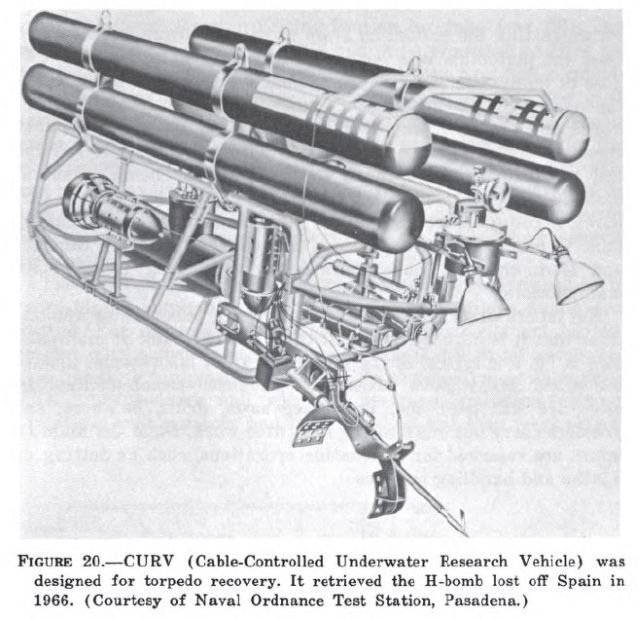 FIGURE 20.—CURV (Cable-Controlled Underwater Research Vehicle) was
designed for torpedo recovery. It retrieved the H-bomb lost off Spain in
1966. (Courtesy of Naval Ordnance Test Station, Pasadena.)